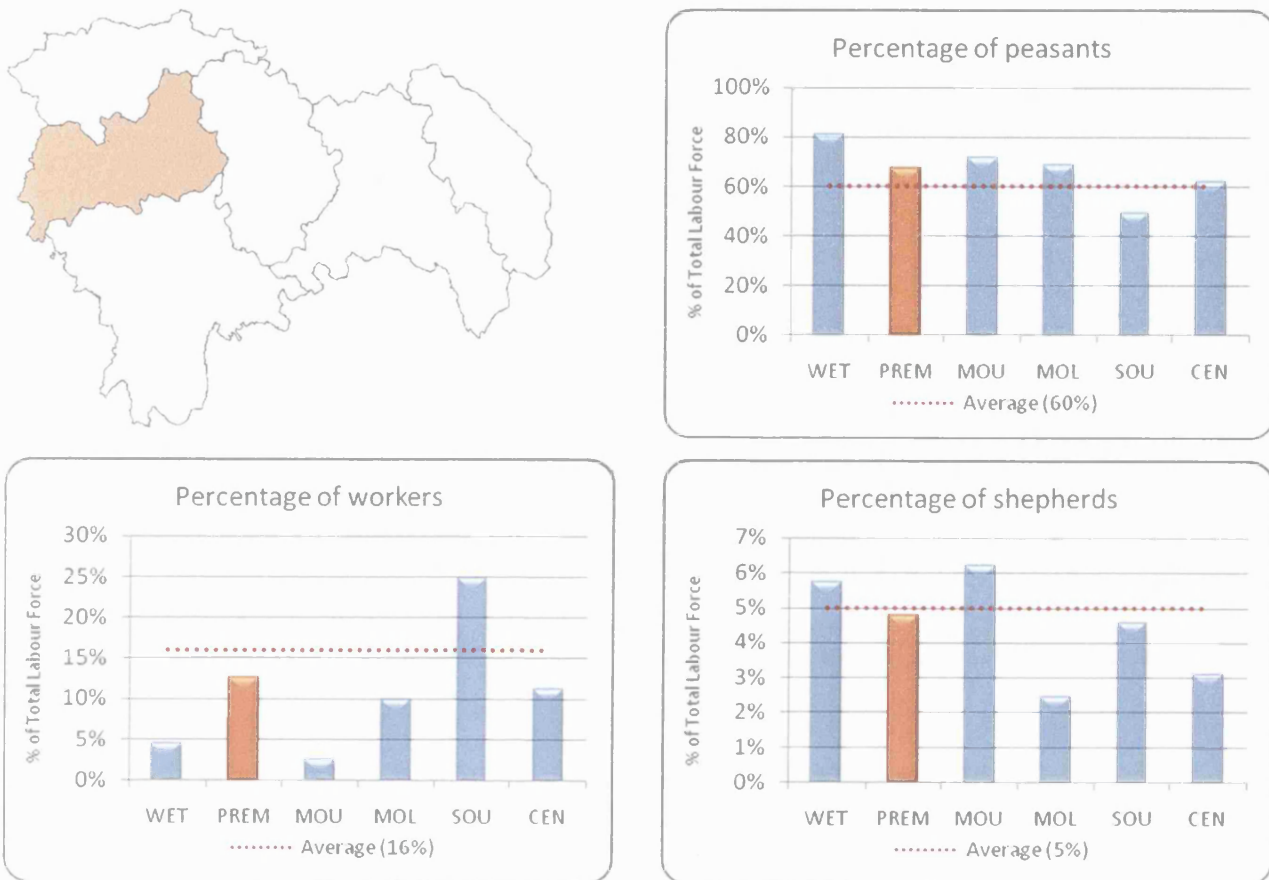 Percentage of peasants
% of Total Labour Force
100%
80%
60%
40%
20%
0%
WET PREM MOU MOL SOU CEN
Average (60%)
Percentage of workers
% of Total Labour Force
30%
25%
20%
15%
10%
5%
0%
WET PREM MOU MOL SOU CEN
Average (16%)
Percentage of shepherds
% of Total Labour Force
7%
6%
5%
4%
3%
2%
1%
0%
WET PREM MOU MOL SOU CEN
Average (5%)